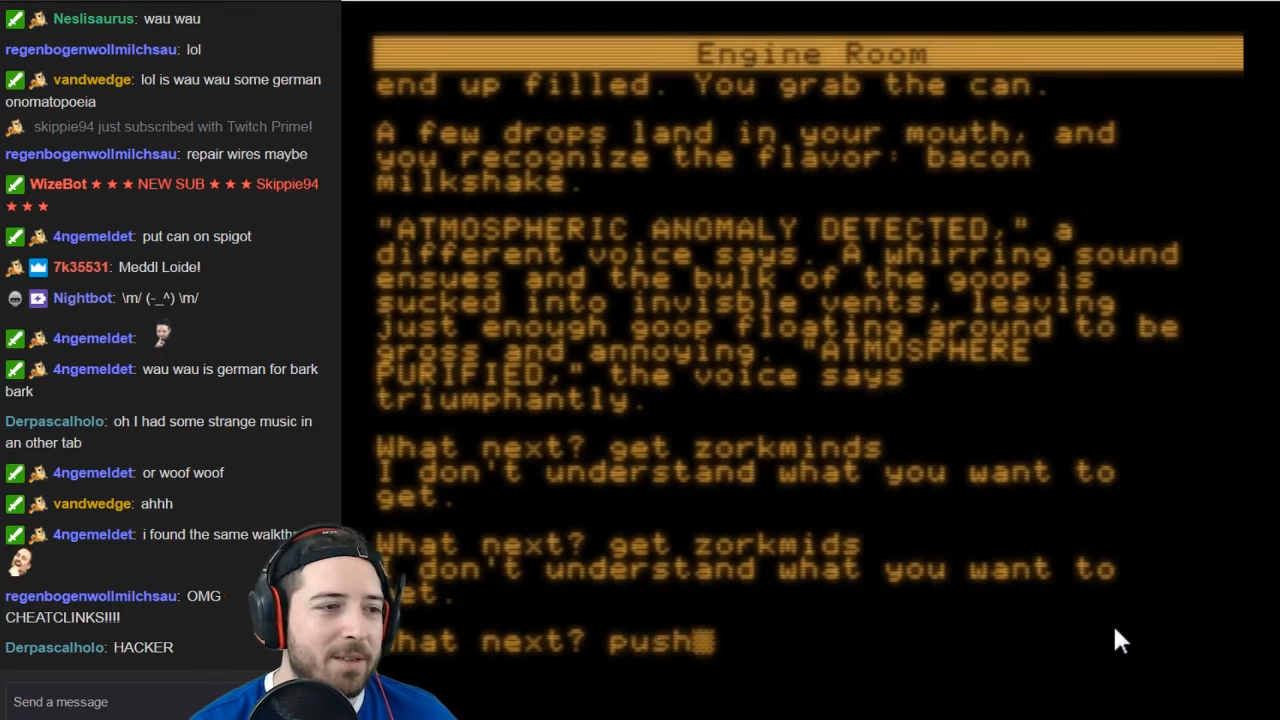 Neslisaurus: wau wau
regenbogenwollmilchsau: lol
vandwedge: lol is wau wau some german
onomatopoeia
skippie94 just subscribed with Twitch Prime!
regenbogenwollmilchsau: repair wires maybe
WizeBot ★ ★ ★ NEW SUB ★ ★ ★ Skippie94
★ ★ ★
4ngemeldet: put can on spigot
7k35531: Meddl Loide!
Nightbot: \m/ (-_^) \m/
4ngemeldet:
4ngemeldet: wau wau is german for bark
bark
Derpascalholo: oh I had some strange music in
an other tab
4ngemeldet: or woof woof
vandwedge: ahhh
4ngemeldet: i found the same walkth
regenbogenwollmilchsau: OMG
CHEATCLINKS!!!!
Derpascalholo: HACKER
Send a message
Engine Room
end up filled. You grab the can.
A few drops land in your mouth, and
you recognize the flavor: bacon
milkshake.
"ATMOSPHERIC ANOMALY DETECTED," a
different voice says. A whirring sound
ensues and the bulk of the goop is
sucked into invisible vents, leaving
just enough goop floating around to be
gross and annoying. "ATMOSPHERE
PURIFIED," the voice says
triumphantly.
What next? get zorkminds
I don't understand what you want to
get.
What next? get zorkmids
don't understand what you want to
et.
hat next? push